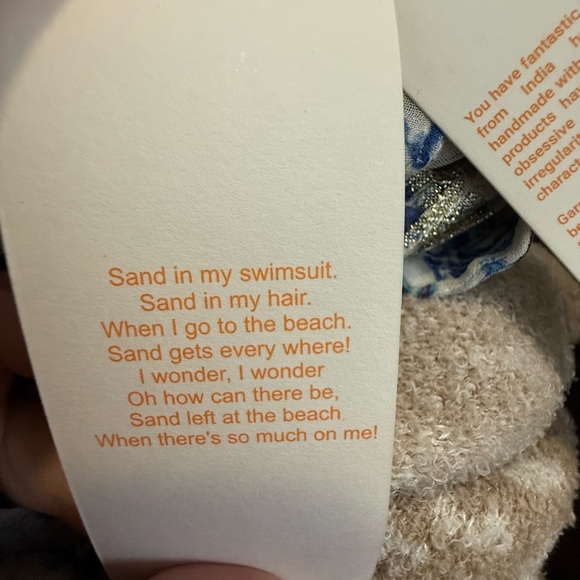 Sand in my swimsuit.
Sand in my hair.
When I go to the beach.
Sand gets every where!
I wonder, I wonder
Oh how can there be,
Sand left at the beach
When there's so much on me!
You have fantastic
from India
handmade with
products
obsessive